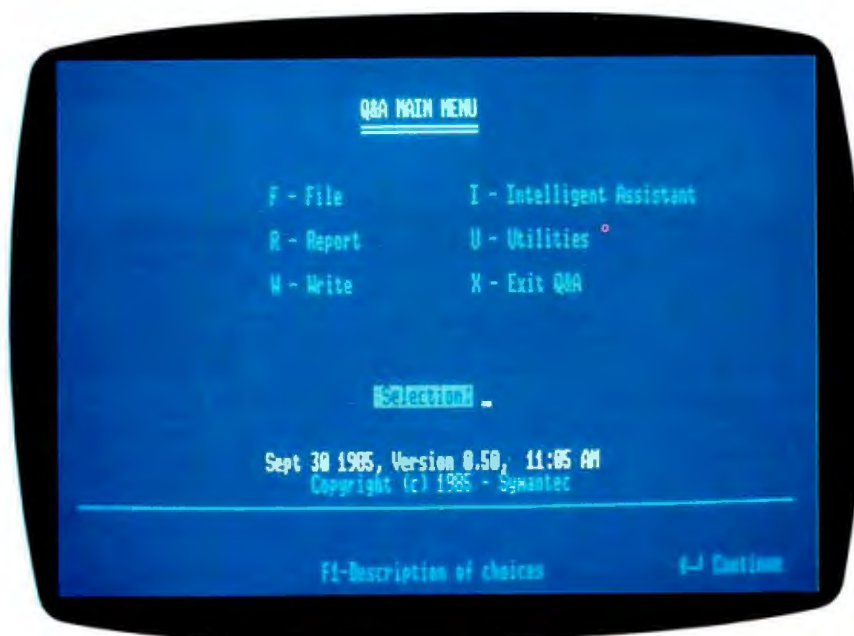 Q&A MAIN MENU
F - File
I - Intelligent Assistant
R - Report
U - Utilities
W - Write
X - Exit Q&A
Selection:
Sept 30 1985, Version 0.50, 11:05 AM
Copyright (c) 1985 - Symantec
F1-Description of choices
Continue